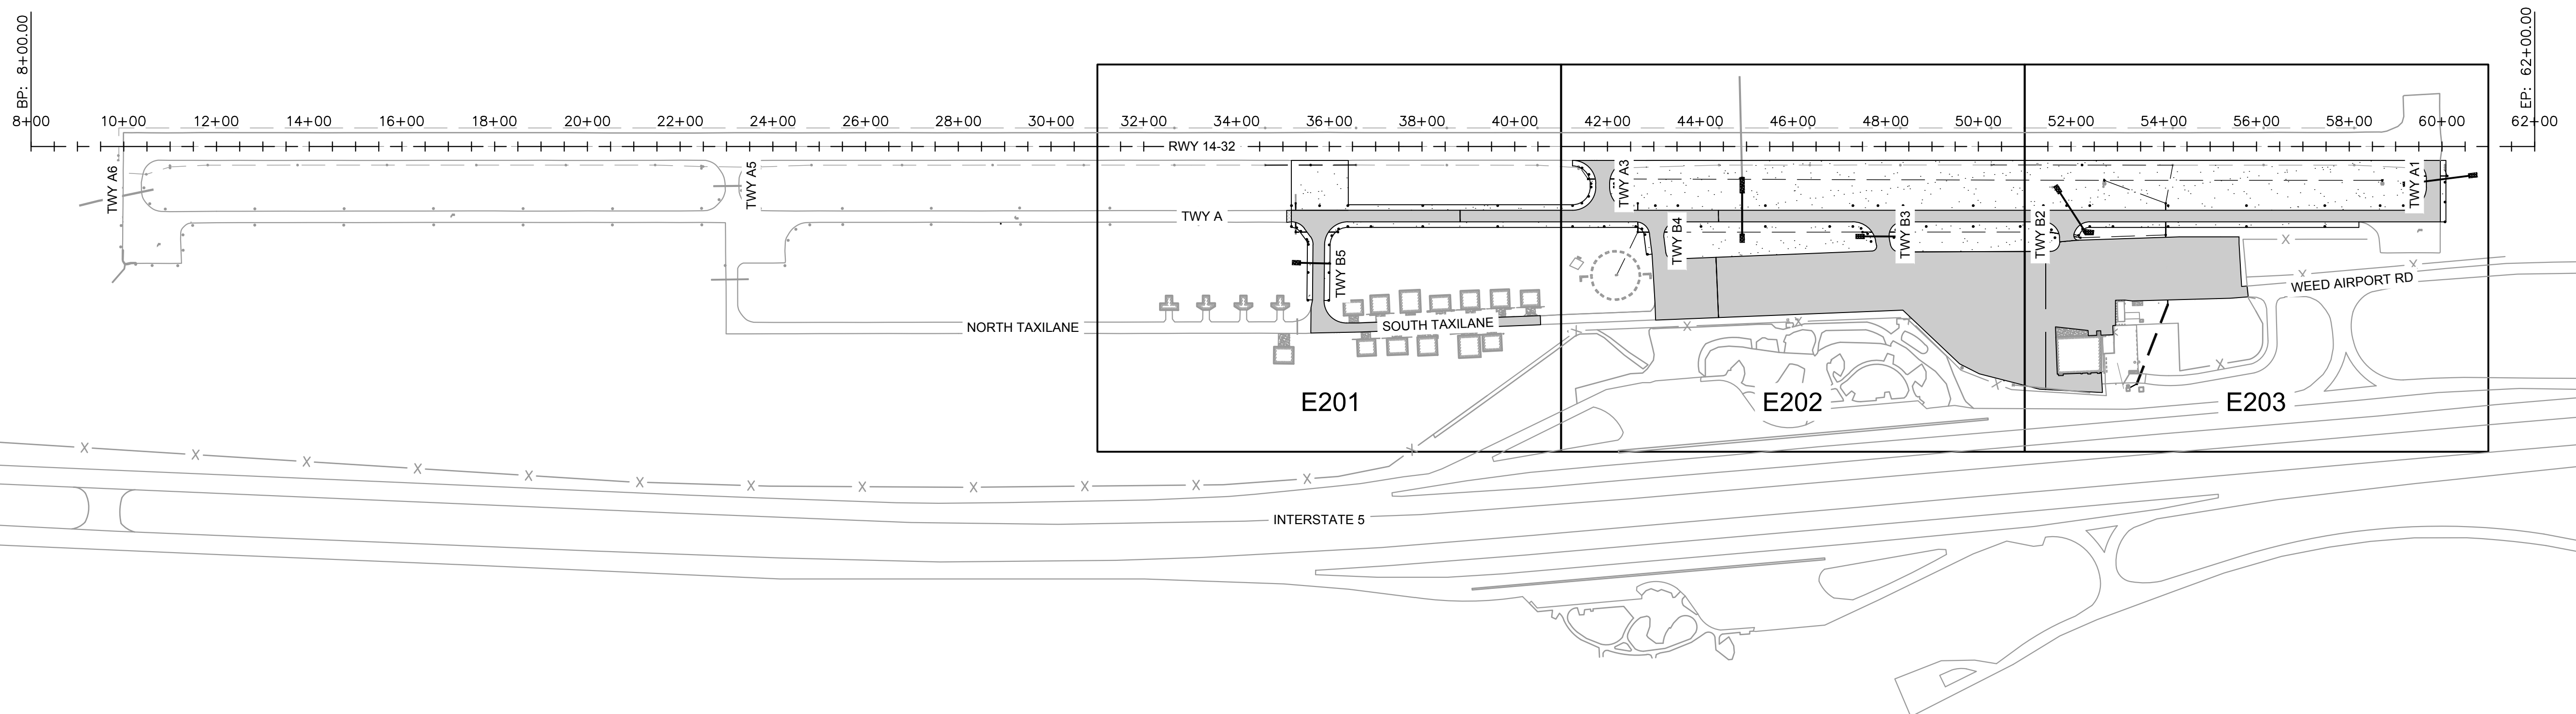 BP: 8+00.00
EP: 62+00.00
8+00
10+00
12+00
14+00
16+00
18+00
20+00
22+00
24+00
26+00
28+00
30+00
32+00
34+00
36+00
38+00
40+00
42+00
44+00
46+00
48+00
50+00
52+00
54+00
56+00
58+00
60+00
62+00
RWY 14-32
TWY A6
TWY A5
TWY A3
TWY A1
TWY A
TWY B5
TWY B4
TWY B3
TWY B2
WEED AIRPORT RD
NORTH TAXILANE
SOUTH TAXILANE
E201
E202
E203
INTERSTATE 5